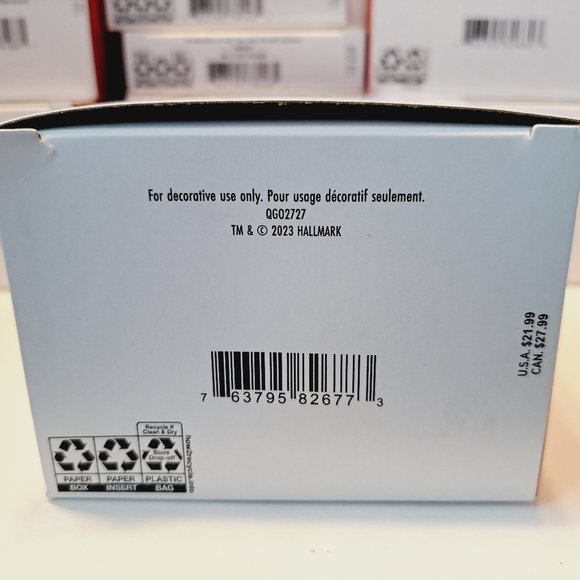 For decorative use only. Pour usage décoratif seulement.
QGO2727
TM & © 2023 HALLMARK
U.S.A. $21.99
CAN. $27.99
7 63795 82677 3
Recycle if
Clean & Dry
Store
Drop-off
PAPER PAPER PLASTIC
BOX INSERT BAG
how2recycle.info